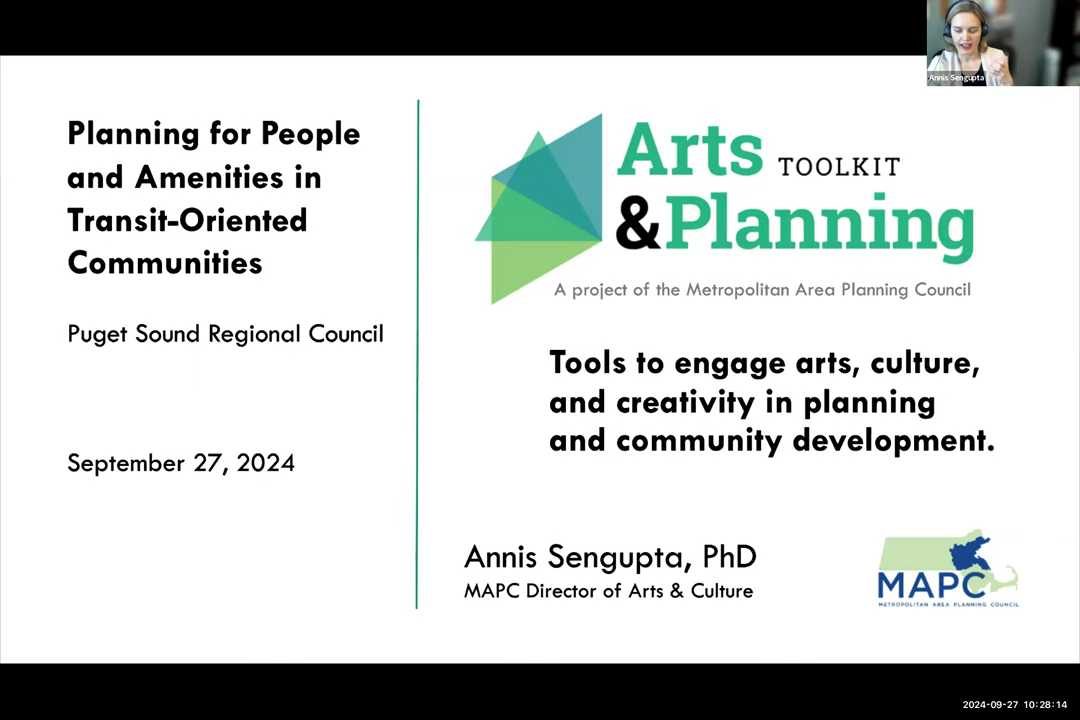 Annis Sengupta
Planning for People
and Amenities in
Transit-Oriented
Communities
Puget Sound Regional Council
September 27, 2024
Arts TOOLKIT
&Planning
A project of the Metropolitan Area Planning Council
Tools to engage arts, culture,
and creativity in planning
and community development.
Annis Sengupta, PhD
MAPC Director of Arts & Culture
MAPC
METROPOLITAN AREA PLANNING COUNCIL
2024-09-27 10:28:14